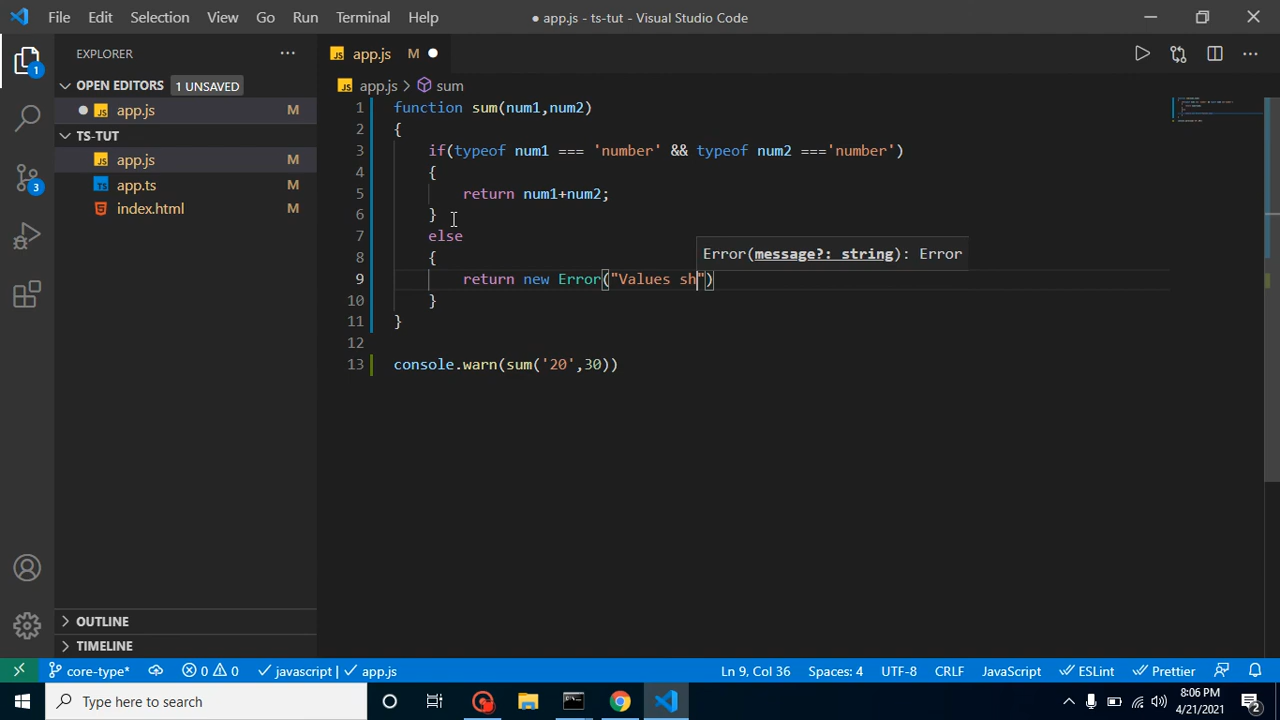 File Edit Selection View Go Run Terminal Help
● app.js - ts-tut - Visual Studio Code
EXPLORER
OPEN EDITORS 1 UNSAVED
app.js M
TS-TUT
app.js M
app.ts
index.html M
OUTLINE
TIMELINE
1
3
app.js M
app.js > sum
1 function sum(num1,num2)
2 {
3 if(typeof num1 === 'number' && typeof num2 ==='number')
4 {
5 return num1+num2;
6 }
7 else
8 {
Error(message?: string): Error
9 return new Error("Values sh")
10 }
11 }
12
13 console.warn(sum('20',30))
core-type* 0 0 javascript | app.js Ln 9, Col 36 Spaces: 4 UTF-8 CRLF JavaScript ESLint Prettier
Type here to search
8:06 PM
4/21/2021
2